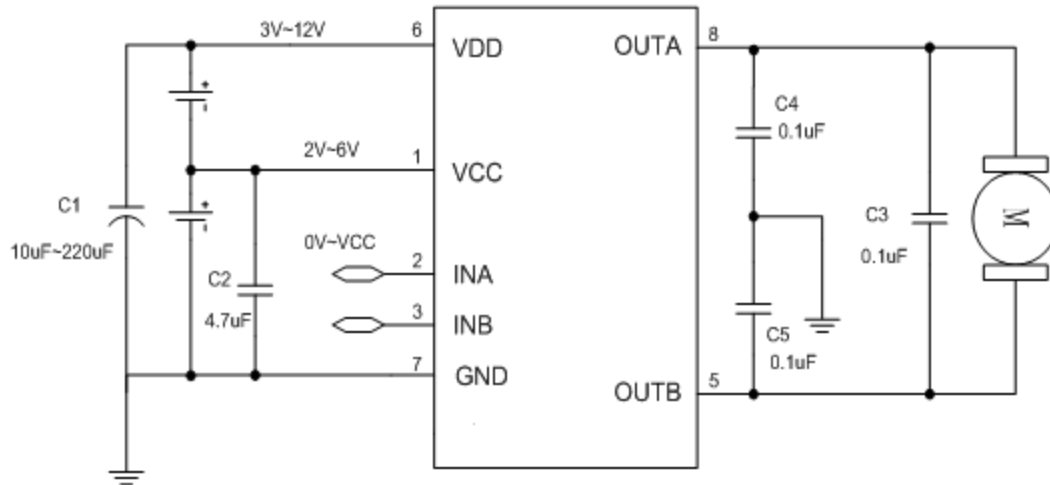 3V~12V
6
VDD
OUTA
8
+
-
C4
0.1uF
2V~6V
1
VCC
C1
10uF~220uF
+
-
0V~VCC
C2
4.7uF
2
INA
3
INB
7
GND
C3
0.1uF
M
C5
0.1uF
OUTB
5